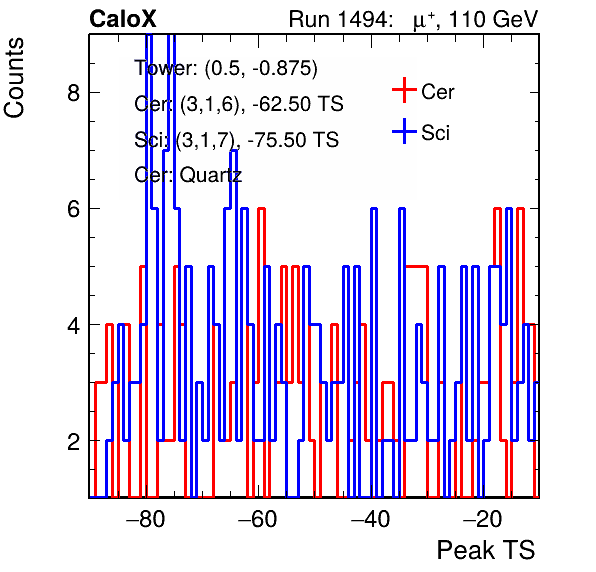 CaloX Run 1494: μ⁺, 110 GeV
Counts
Tower: (0.5, -0.875)
Cer: (3,1,6), -62.50 TS
Sci: (3,1,7), -75.50 TS
Cer: Quartz
Cer
Sci
8
6
4
2
−80 −60 −40 −20
Peak TS